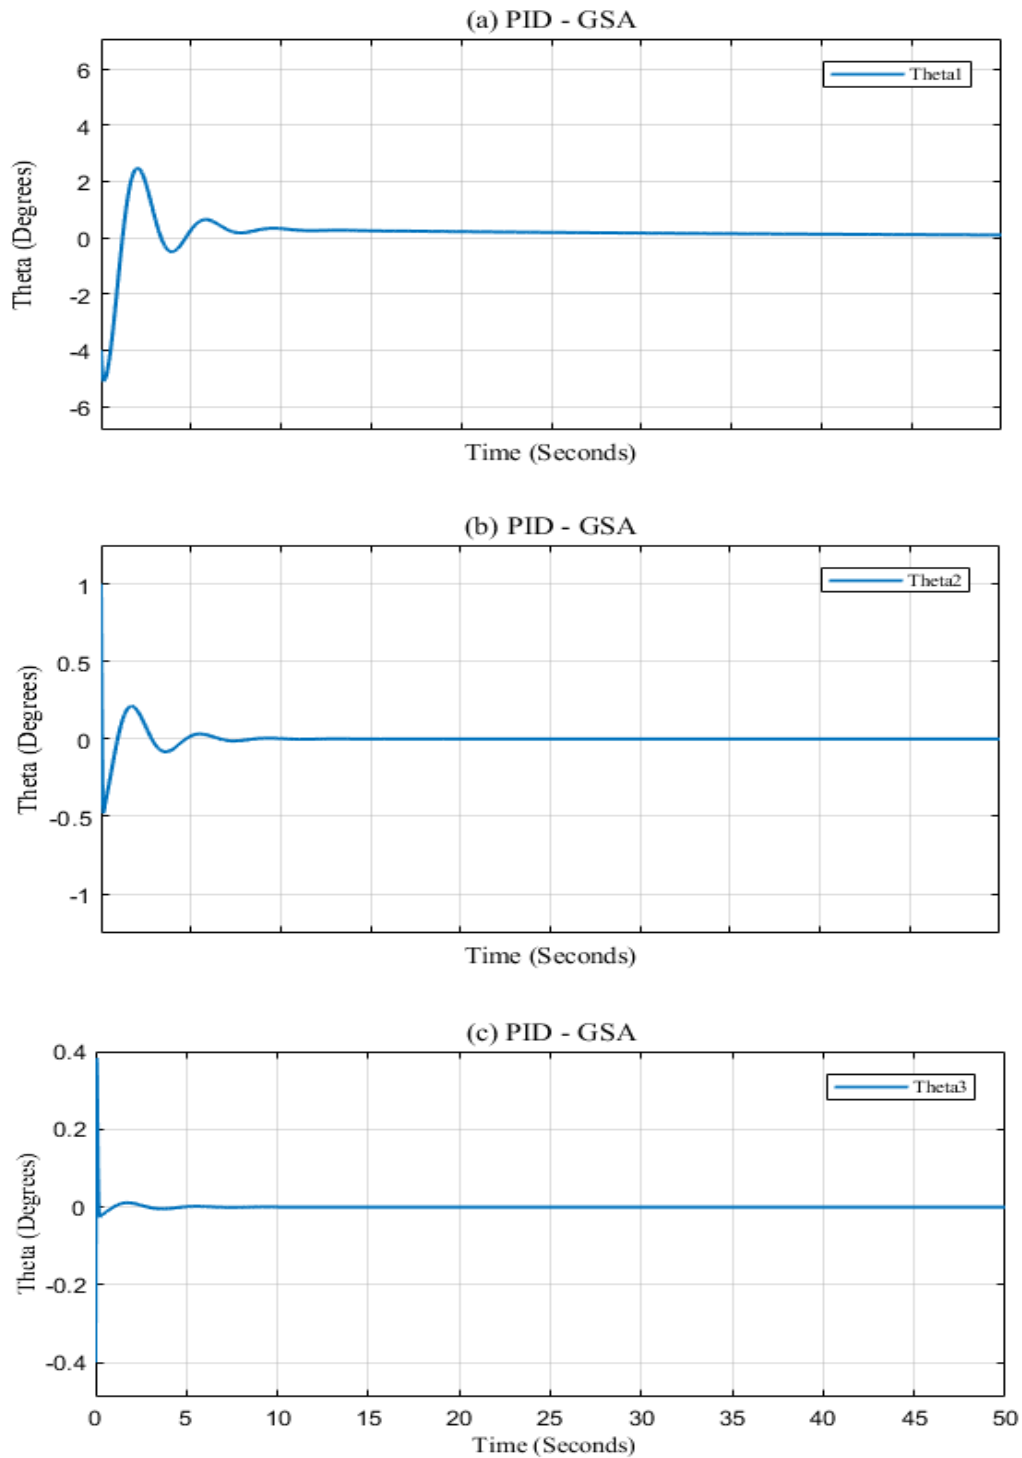 (a) PID - GSA
Theta1
6
4
2
0
-2
-4
-6
Theta (Degrees)
Time (Seconds)
(b) PID - GSA
Theta2
1
0.5
0
-0.5
-1
Theta (Degrees)
Time (Seconds)
(c) PID - GSA
Theta3
0.4
0.2
0
-0.2
-0.4
Theta (Degrees)
0 5 10 15 20 25 30 35 40 45 50
Time (Seconds)